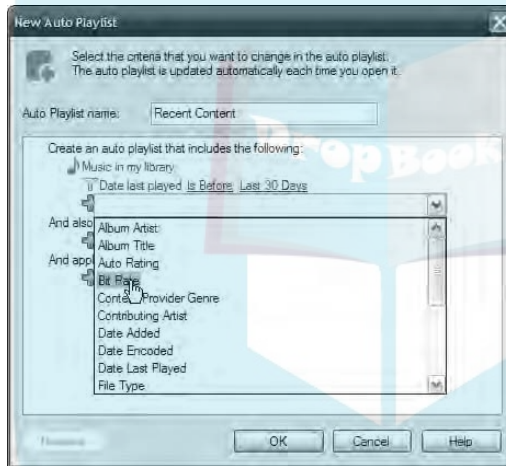 New Auto Playlist
Select the criteria that you want to change in the auto playlist.
The auto playlist is updated automatically each time you open it.
Auto Playlist name: Recent Content
Create an auto playlist that includes the following:
Music in my library
Date last played Is Before Last 30 Days
And also
Album Artist
Album Title
And appl
Auto Rating
Bit Rate
Content Provider Genre
Contributing Artist
Date Added
Date Encoded
Date Last Played
File Type
OK Cancel Help
DropBook